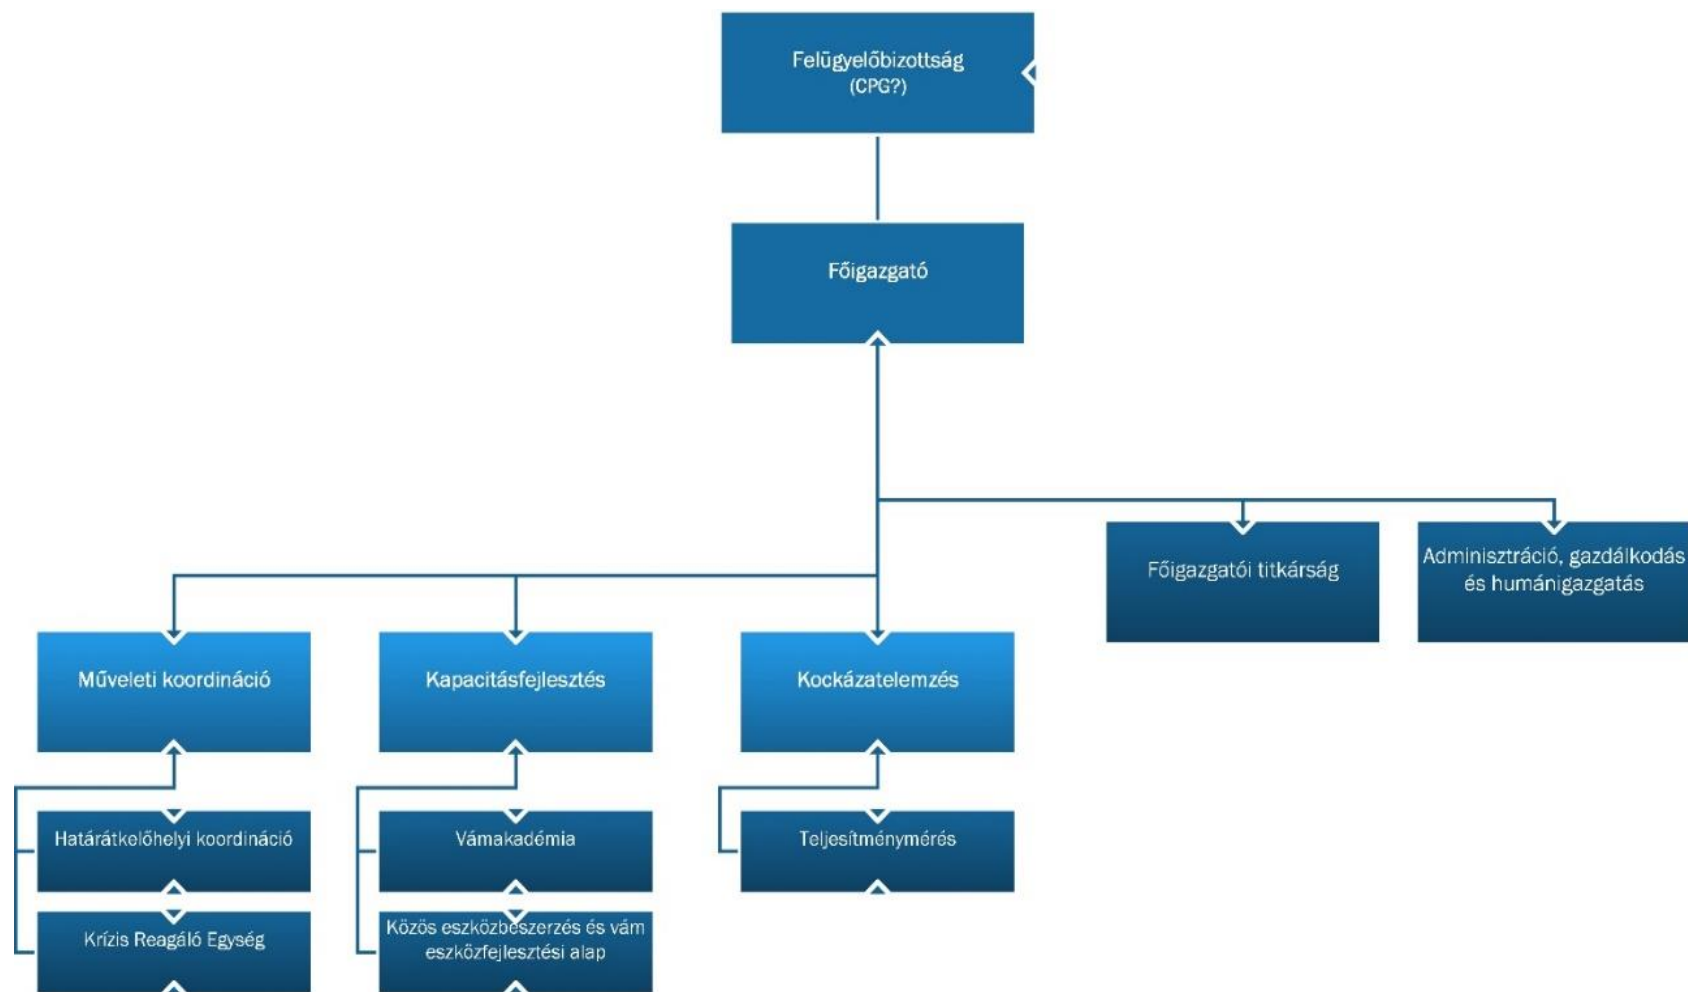 Felügyelőbizottság
(CPG?)
Főigazgató
Főigazgatói titkárság
Adminisztráció, gazdálkodás
és humánigazgatás
Műveleti koordináció
Kapacitásfejlesztés
Kockázatelemzés
Határátkelőhelyi koordináció
Vámakadémia
Teljesítménymérés
Krízis Reagáló Egység
Közös eszközbeszerzés és vám
eszközfejlesztési alap